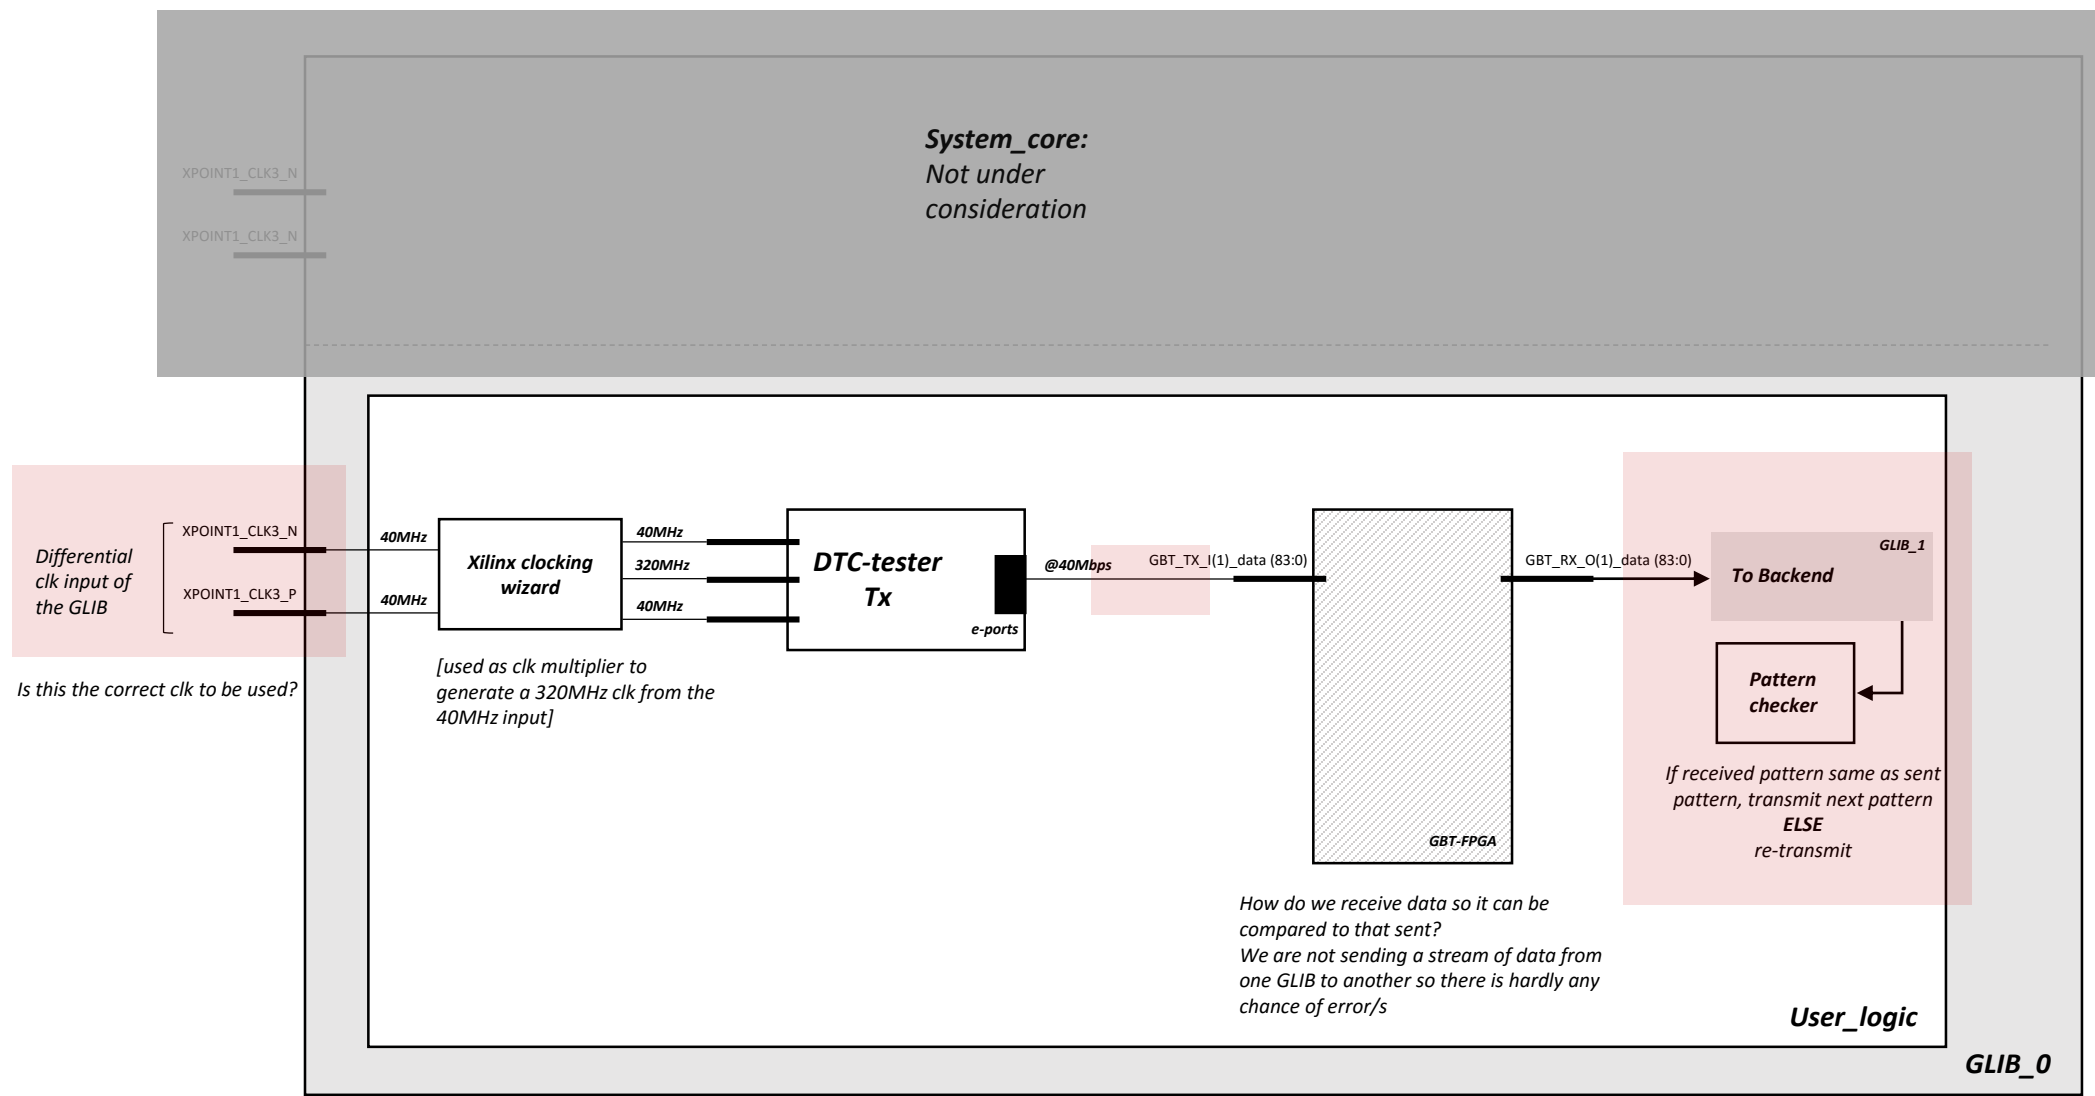 System_core:
Not under
consideration
XPOINT1_CLK3_N
XPOINT1_CLK3_N
Differential
clk input of
the GLIB
XPOINT1_CLK3_N
XPOINT1_CLK3_P
Is this the correct clk to be used?
40MHz
40MHz
Xilinx clocking
wizard
[used as clk multiplier to
generate a 320MHz clk from the
40MHz input]
40MHz
320MHz
40MHz
DTC-tester
Tx
e-ports
@40Mbps
GBT_TX_I(1)_data (83:0)
GBT-FPGA
How do we receive data so it can be
compared to that sent?
We are not sending a stream of data from
one GLIB to another so there is hardly any
chance of error/s
GBT_RX_O(1)_data (83:0)
GLIB_1
To Backend
Pattern
checker
If received pattern same as sent
pattern, transmit next pattern
ELSE
re-transmit
User_logic
GLIB_0